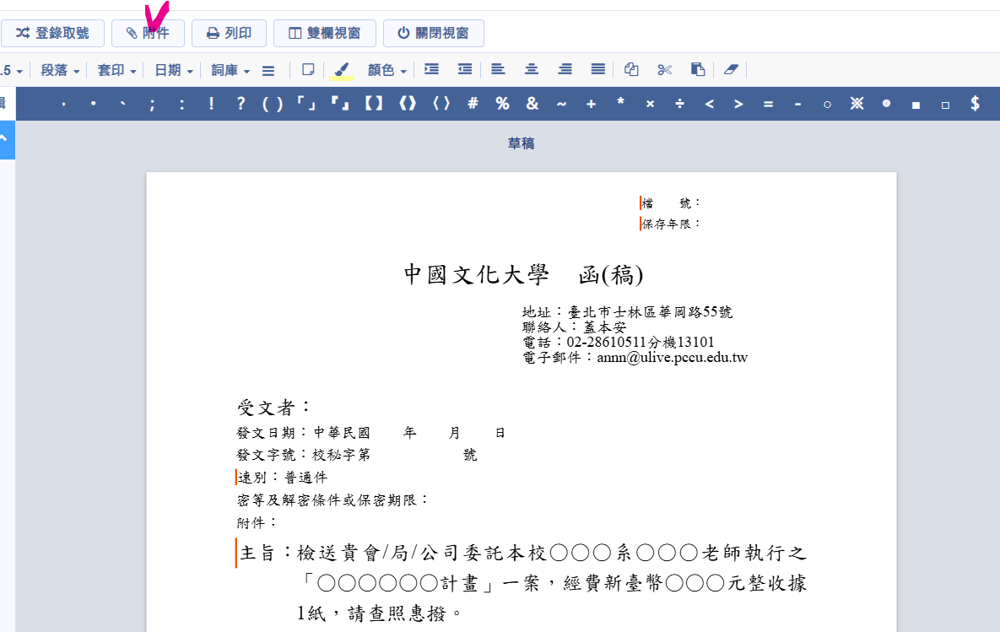 登錄取號 附件 列印 雙欄視窗 關閉視窗
.5 段落 套印 日期 詞庫 顏色
· • 、 ; : ! ? ( ) 「」 『』 【】 《》 〈〉 # % & ~ + * × ÷ < > = - ○ ※ ◉ ■ □ $
草稿
檔　　號：
保存年限：
中國文化大學　函(稿)
地址：臺北市士林區華岡路55號
聯絡人：蓋本安
電話：02-28610511分機13101
電子郵件：annn@ulive.pccu.edu.tw
受文者：
發文日期：中華民國　　年　　月　　日
發文字號：校秘字第　　　　　　號
速別：普通件
密等及解密條件或保密期限：
附件：
主旨：檢送貴會/局/公司委託本校○○○系○○○老師執行之
「○○○○○○計畫」一案，經費新臺幣○○○元整收據
1紙，請查照惠撥。